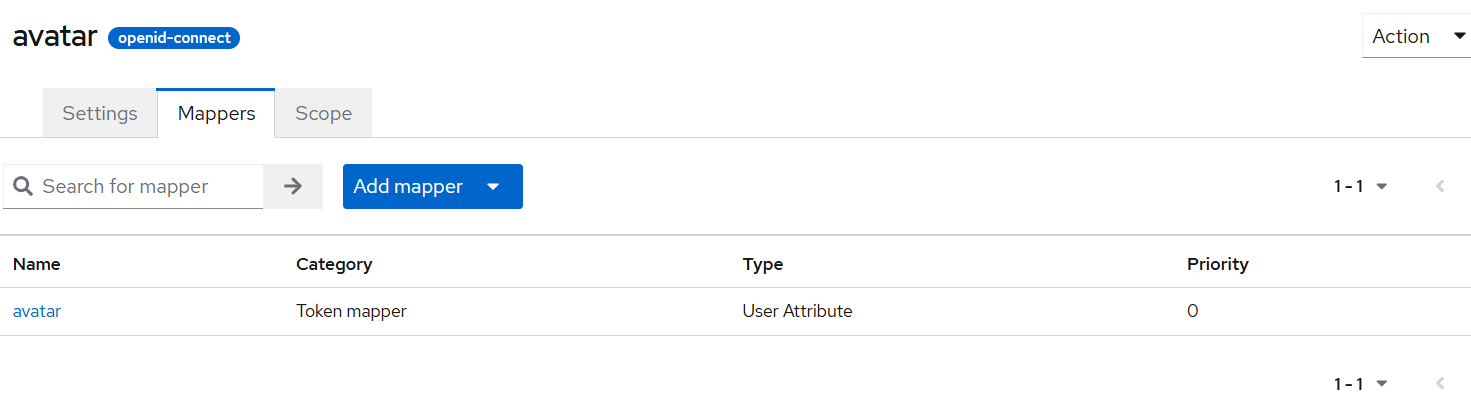 avatar openid-connect
Action
Settings Mappers Scope
Search for mapper Add mapper 1 - 1
Name Category Type Priority
avatar Token mapper User Attribute 0
1 - 1